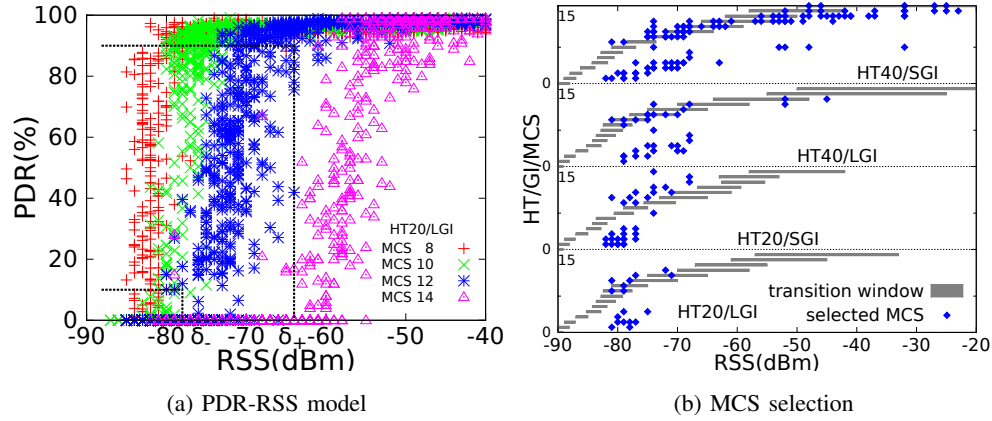 PDR(%)
100
80
60
40
20
0
HT20/LGI
MCS 8
MCS 10
MCS 12
MCS 14
-90 -80 δ- -70 δ+ -60 -50 -40
RSS(dBm)
(a) PDR-RSS model
HT/GI/MCS
15
HT40/SGI
0
15
HT40/LGI
0
15
HT20/SGI
0
15
transition window
selected MCS
HT20/LGI
0
-90 -80 -70 -60 -50 -40 -30 -20
RSS(dBm)
(b) MCS selection